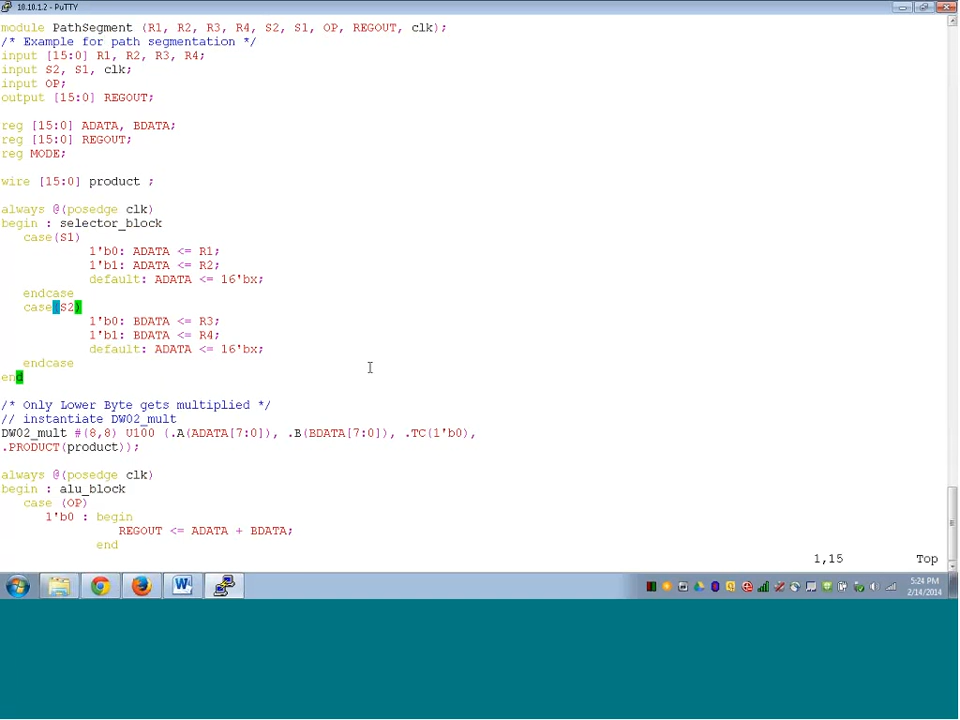 10.10.1.2 - PuTTY
module PathSegment (R1, R2, R3, R4, S2, S1, OP, REGOUT, clk);
/* Example for path segmentation */
input [15:0] R1, R2, R3, R4;
input S2, S1, clk;
input OP;
output [15:0] REGOUT;
reg [15:0] ADATA, BDATA;
reg [15:0] REGOUT;
reg MODE;
wire [15:0] product ;
always @(posedge clk)
begin : selector_block
case(S1)
1'b0: ADATA <= R1;
1'b1: ADATA <= R2;
default: ADATA <= 16'bx;
endcase
case(S2)
1'b0: BDATA <= R3;
1'b1: BDATA <= R4;
default: ADATA <= 16'bx;
endcase
end
/* Only Lower Byte gets multiplied */
// instantiate DW02_mult
DW02_mult #(8,8) U100 (.A(ADATA[7:0]), .B(BDATA[7:0]), .TC(1'b0),
.PRODUCT(product));
always @(posedge clk)
begin : alu_block
case (OP)
1'b0 : begin
REGOUT <= ADATA + BDATA;
end
1,15 Top
5:24 PM
2/14/2014